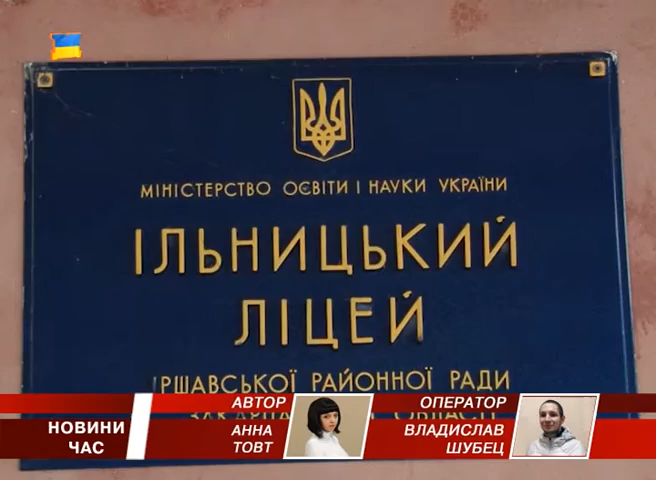 МІНІСТЕРСТВО ОСВІТИ І НАУКИ УКРАЇНИ
ІЛЬНИЦЬКИЙ
ЛІЦЕЙ
ІРШАВСЬКОЇ РАЙОННОЇ РАДИ
НОВИНИ
ЧАС
АВТОР
АННА
ТОВТ
ОПЕРАТОР
ВЛАДИСЛАВ
ШУБЕЦ